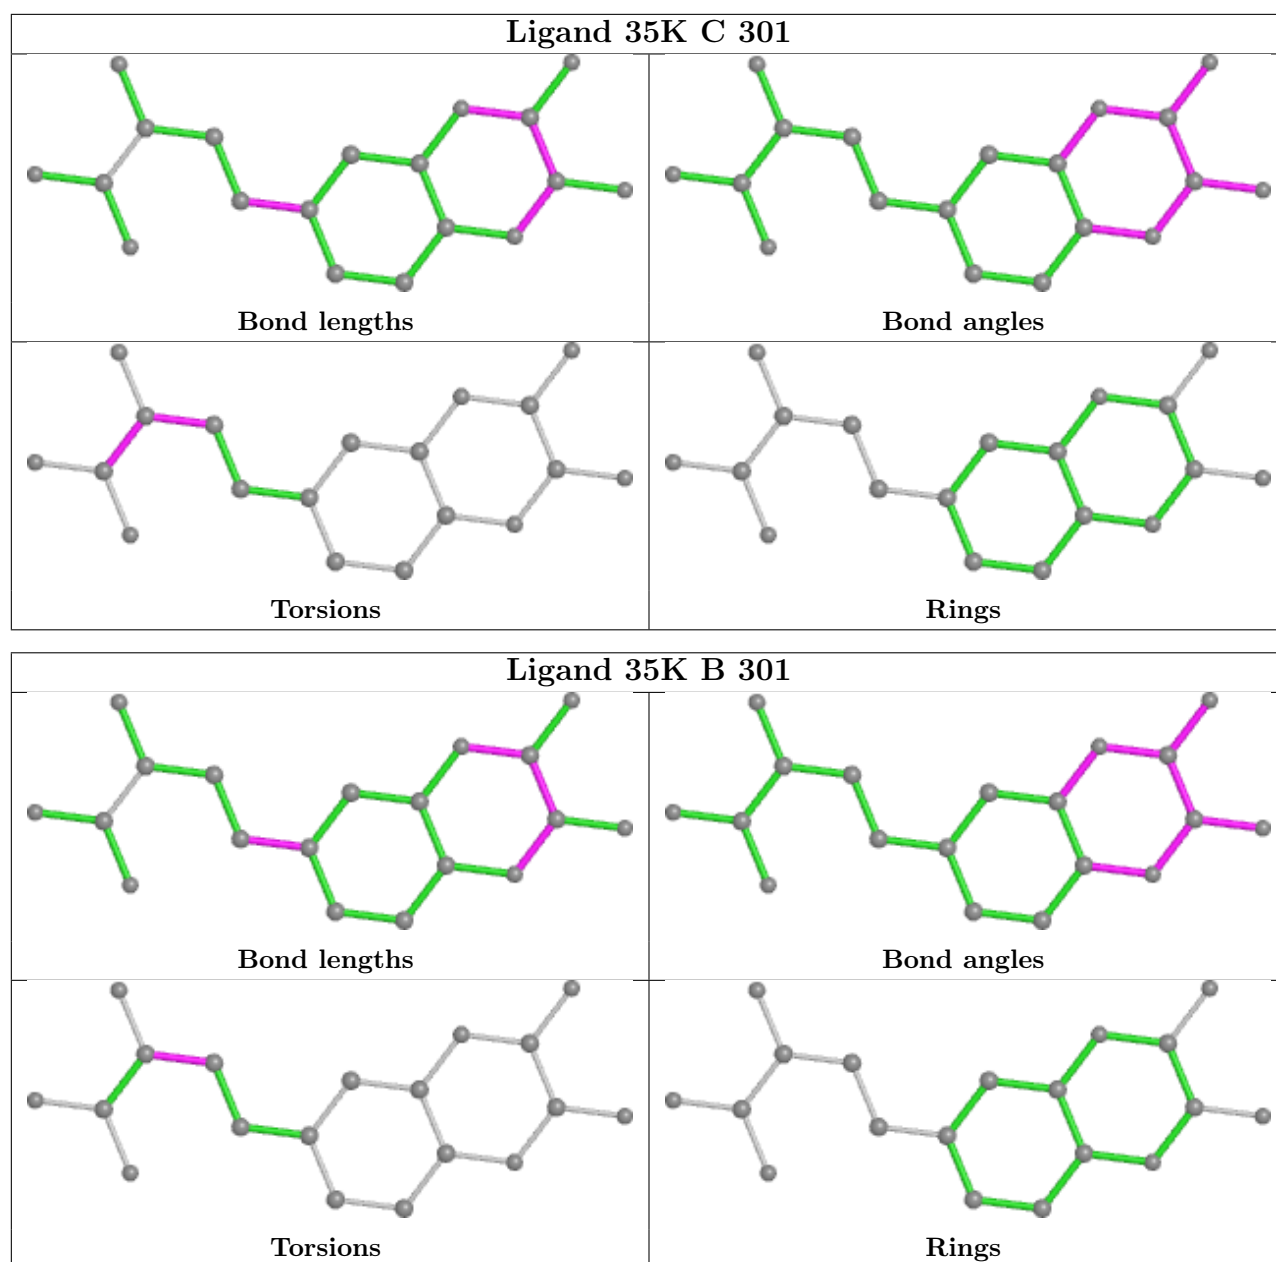 Ligand 35K C 301
Bond lengths
Bond angles
Torsions
Rings
Ligand 35K B 301
Bond lengths
Bond angles
Torsions
Rings